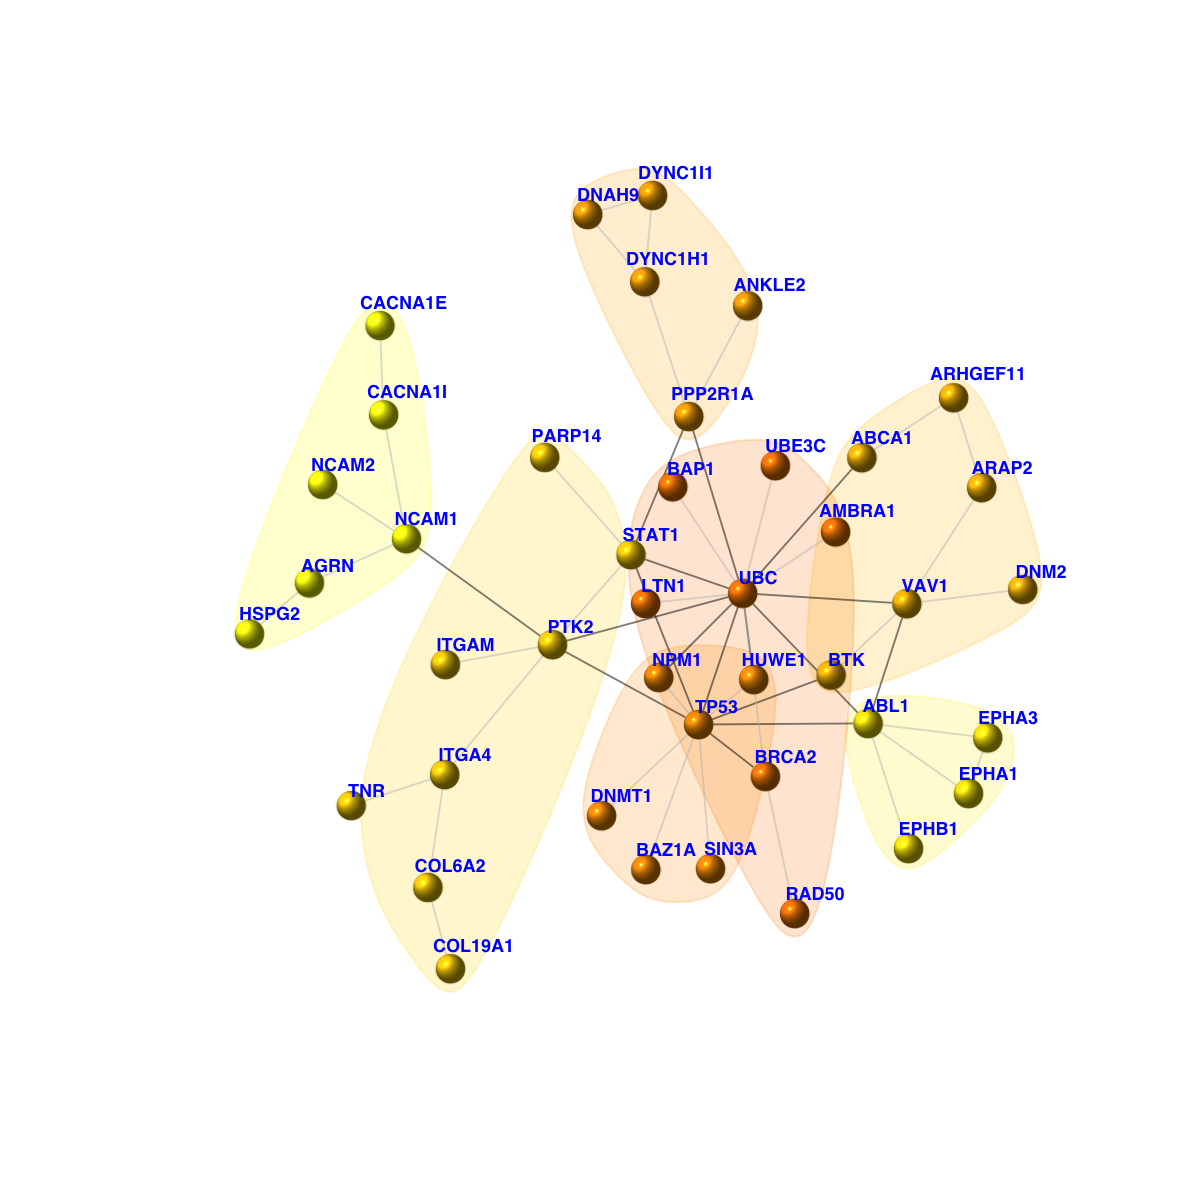 DYNC1I1
DNAH9
DYNC1H1
ANKLE2
CACNA1E
ARHGEF11
CACNA1I
PPP2R1A
PARP14
ABCA1
UBE3C
NCAM2
BAP1
ARAP2
AMBRA1
NCAM1
STAT1
AGRN
UBC
DNM2
LTN1
VAV1
HSPG2
PTK2
ITGAM
NPM1
HUWE1
BTK
TP53
ABL1
EPHA3
ITGA4
BRCA2
EPHA1
TNR
DNMT1
EPHB1
BAZ1A
SIN3A
COL6A2
RAD50
COL19A1